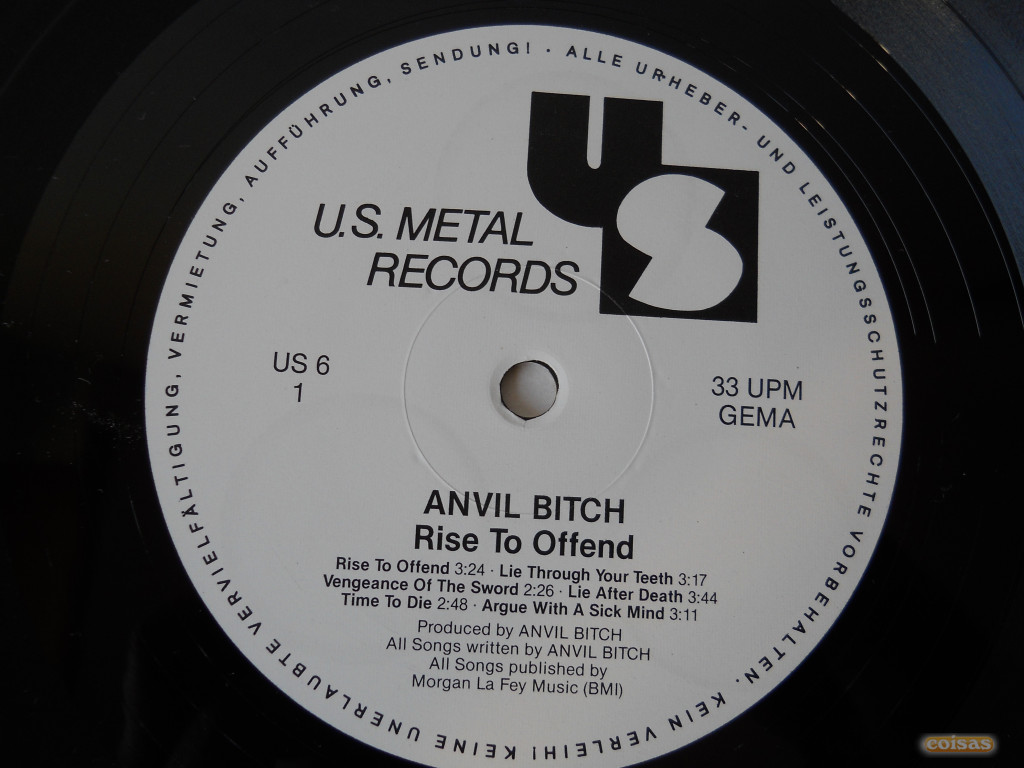 ALLE URHEBER- UND LEISTUNGSSCHUTZRECHTE VORBEHALTEN. KEIN VERLEIH! KEINE UNERLAUBTE VERVIELFÄLTIGUNG, VERMIETUNG, AUFFÜHRUNG, SENDUNG! ·
US
U.S. METAL
RECORDS
US 6
1
33 UPM
GEMA
ANVIL BITCH
Rise To Offend
Rise To Offend 3:24 · Lie Through Your Teeth 3:17
Vengeance Of The Sword 2:26 · Lie After Death 3:44
Time To Die 2:48 · Argue With A Sick Mind 3:11
Produced by ANVIL BITCH
All Songs written by ANVIL BITCH
All Songs published by
Morgan La Fey Music (BMI)
coisas